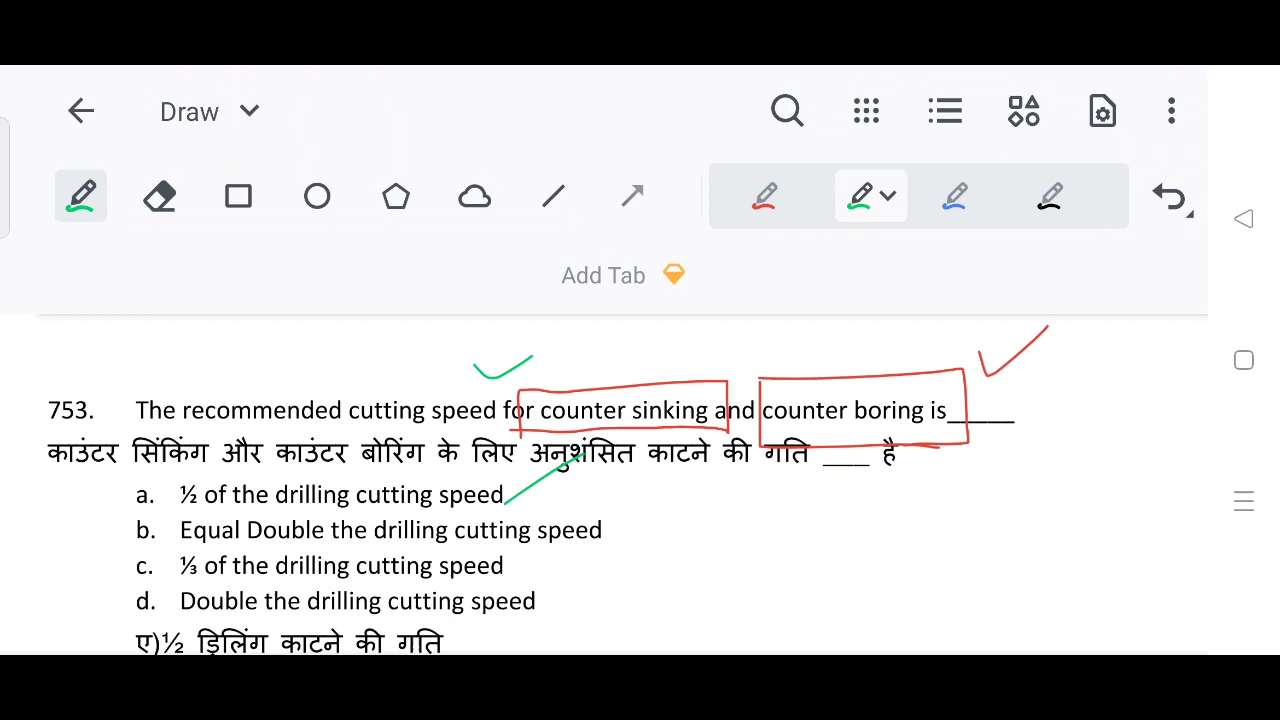 Draw
Add Tab
753. The recommended cutting speed for counter sinking and counter boring is_____
काउंटर सिंकिंग और काउंटर बोरिंग के लिए अनुशंसित काटने की गति ___ है
a. ½ of the drilling cutting speed
b. Equal Double the drilling cutting speed
c. ⅓ of the drilling cutting speed
d. Double the drilling cutting speed
ए)½ ड्रिलिंग काटने की गति